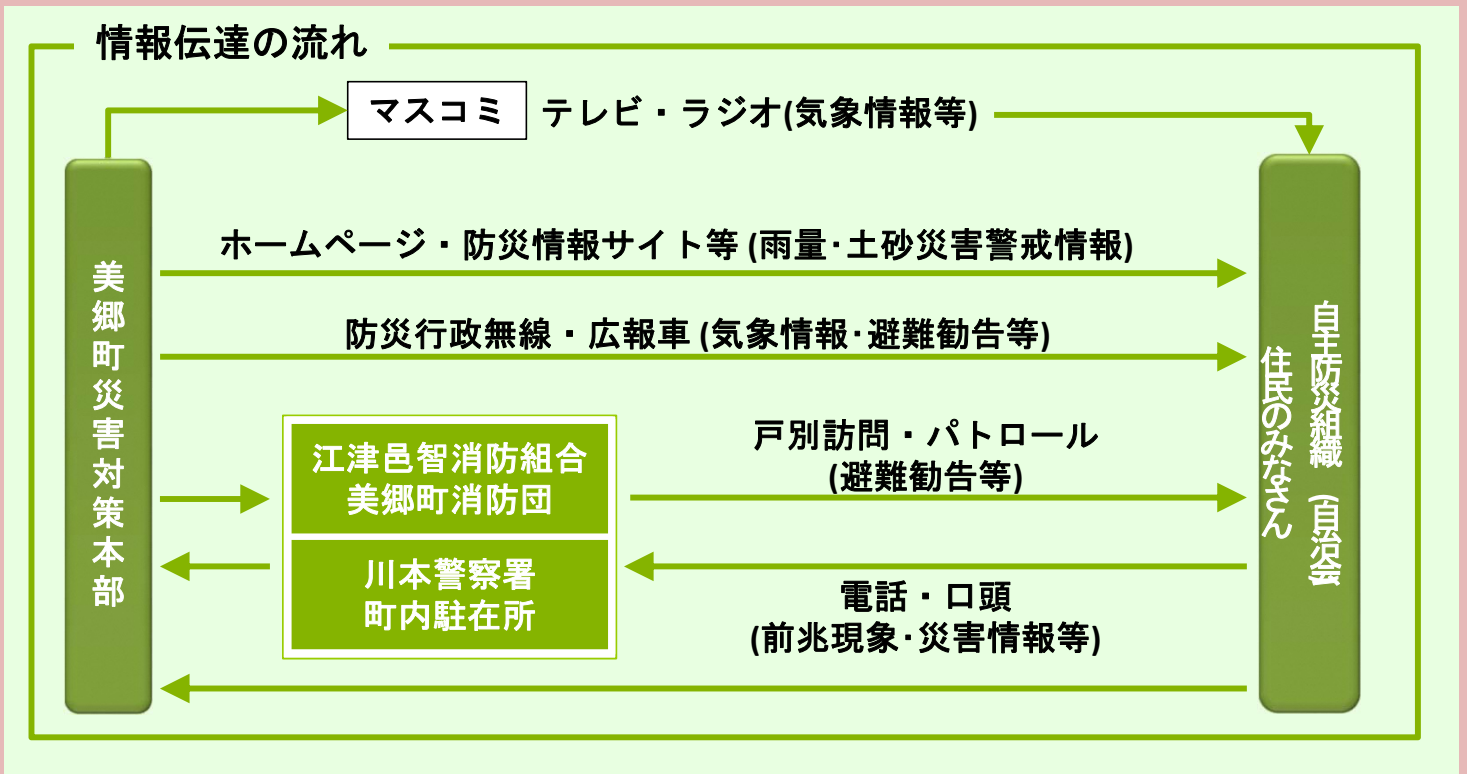 情報伝達の流れ
マスコミ
テレビ・ラジオ(気象情報等)
ホームページ・防災情報サイト等 (雨量・土砂災害警戒情報)
防災行政無線・広報車 (気象情報・避難勧告等)
美郷町災害対策本部
江津邑智消防組合
美郷町消防団
川本警察署
町内駐在所
戸別訪問・パトロール
(避難勧告等)
電話・口頭
(前兆現象・災害情報等)
自主防災組織 (自治会
住民のみなさん